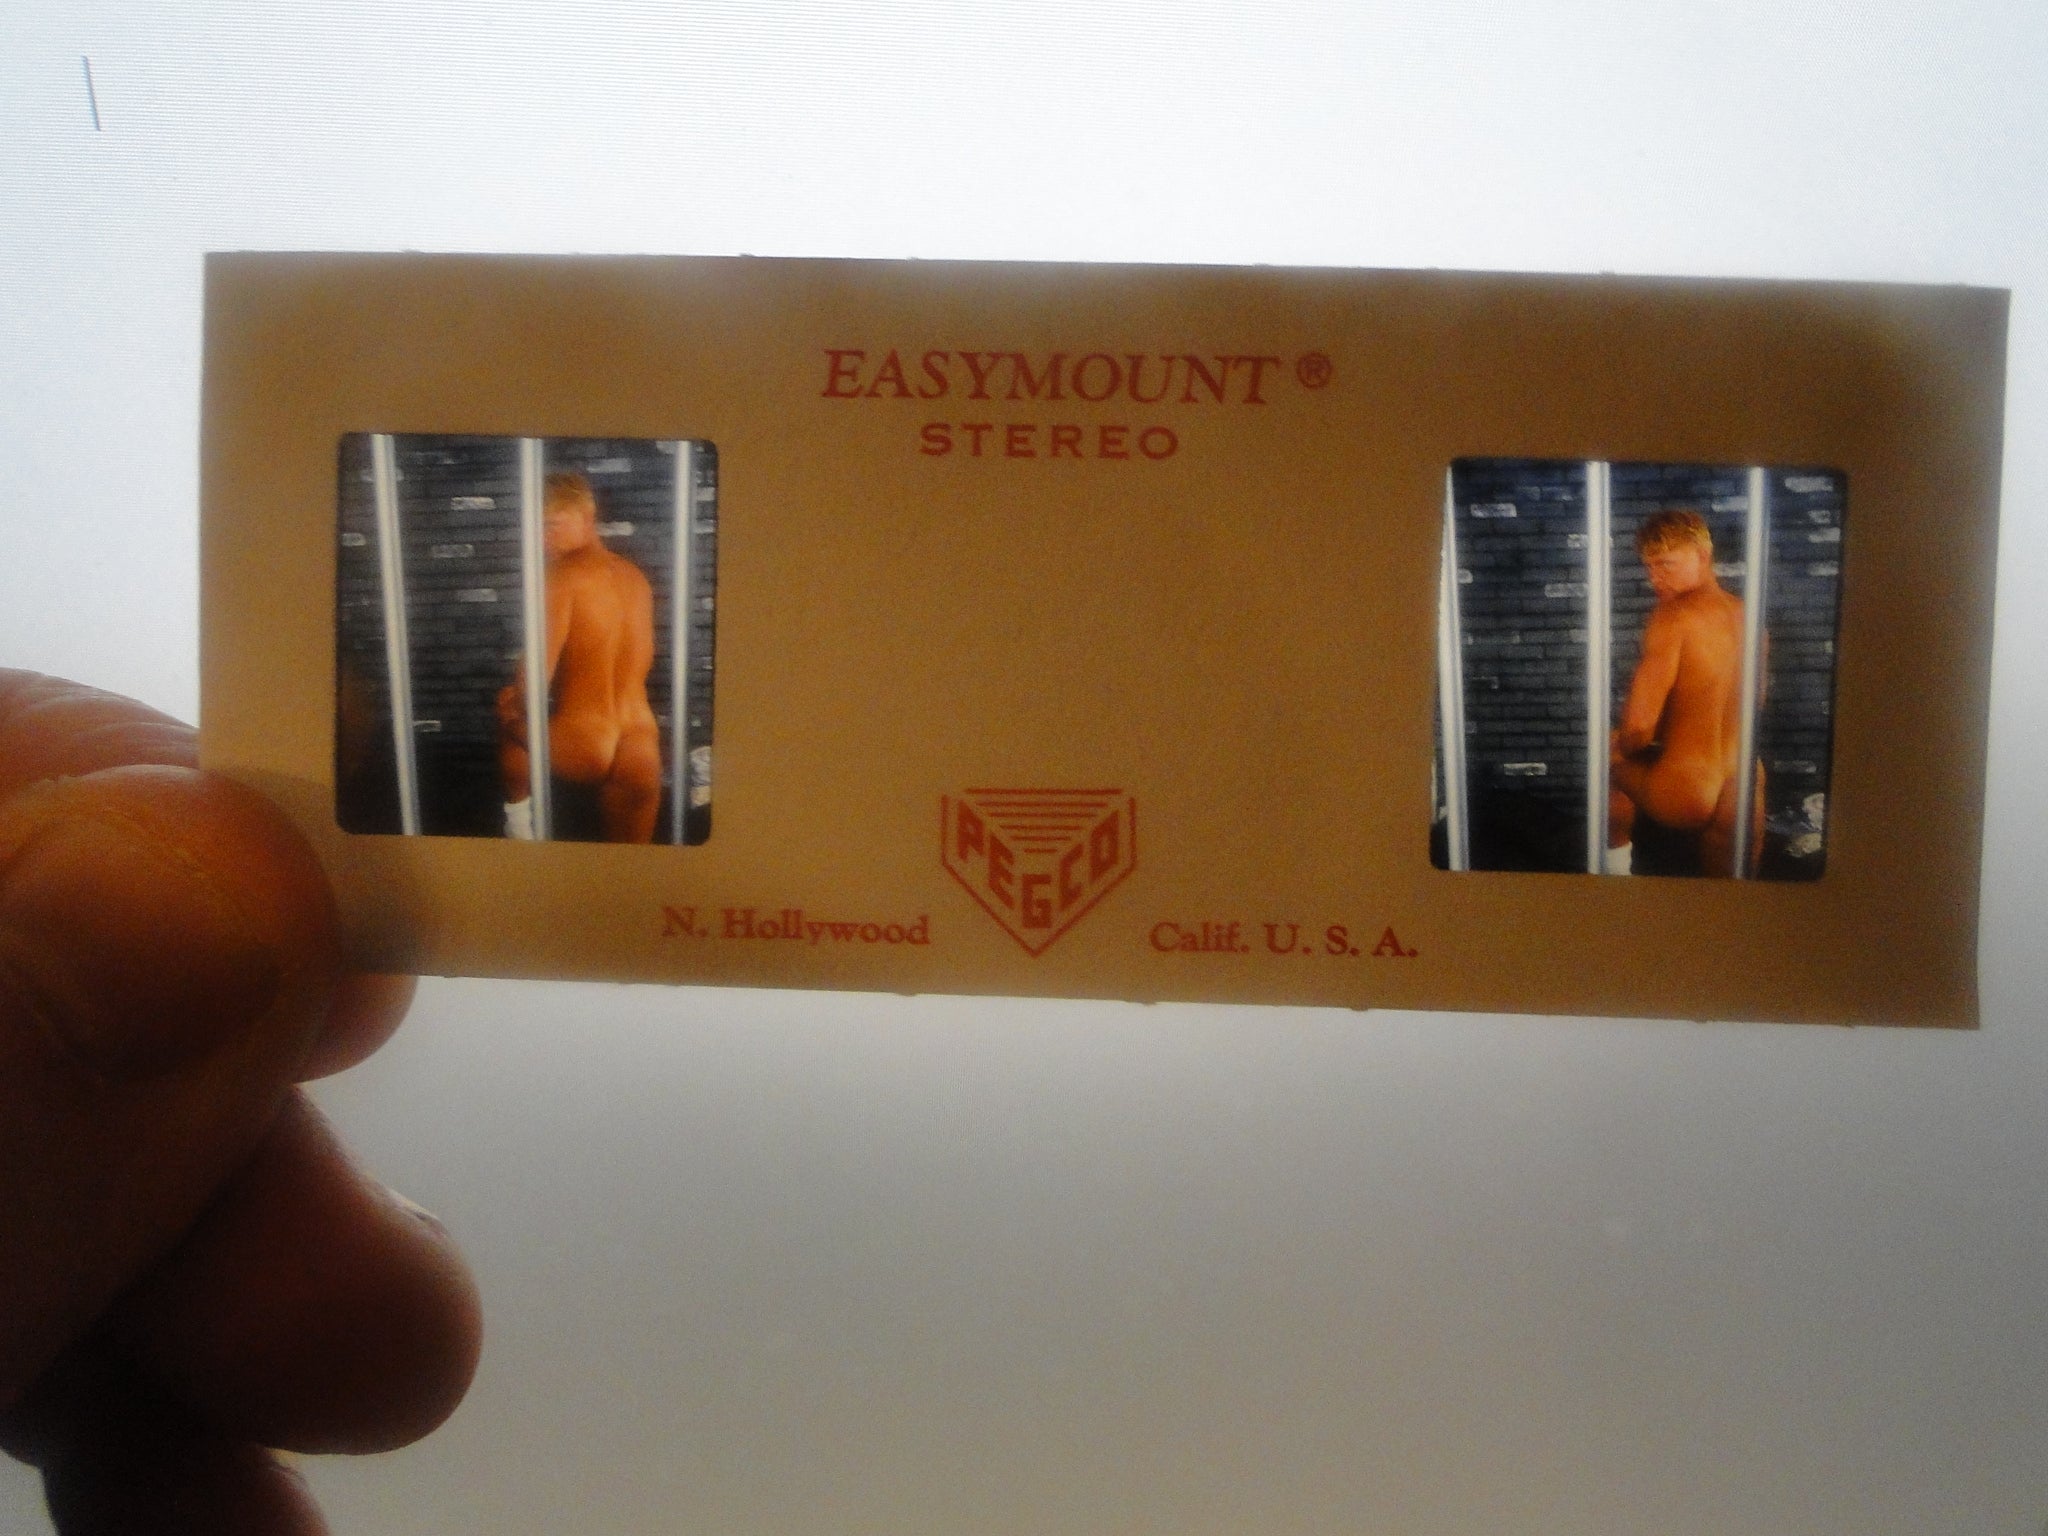 EASYMOUNT ®
STEREO
PEGCO
N. Hollywood Calif. U. S. A.